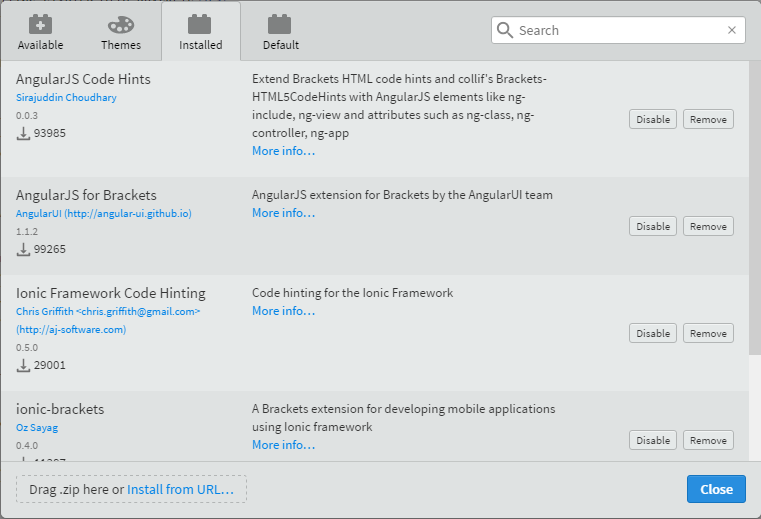 Available
Themes
Installed
Default
Search
AngularJS Code Hints
Sirajuddin Choudhary
0.0.3
93985
Extend Brackets HTML code hints and collif's Brackets-
HTML5CodeHints with AngularJS elements like ng-
include, ng-view and attributes such as ng-class, ng-
controller, ng-app
More info…
Disable
Remove
AngularJS for Brackets
AngularUI (http://angular-ui.github.io)
1.1.2
99265
AngularJS extension for Brackets by the AngularUI team
More info…
Disable
Remove
Ionic Framework Code Hinting
Chris Griffith <chris.griffith@gmail.com>
(http://aj-software.com)
0.5.0
29001
Code hinting for the Ionic Framework
More info…
Disable
Remove
ionic-brackets
Oz Sayag
0.4.0
A Brackets extension for developing mobile applications
using Ionic framework
More info…
Disable
Remove
Drag .zip here or Install from URL…
Close